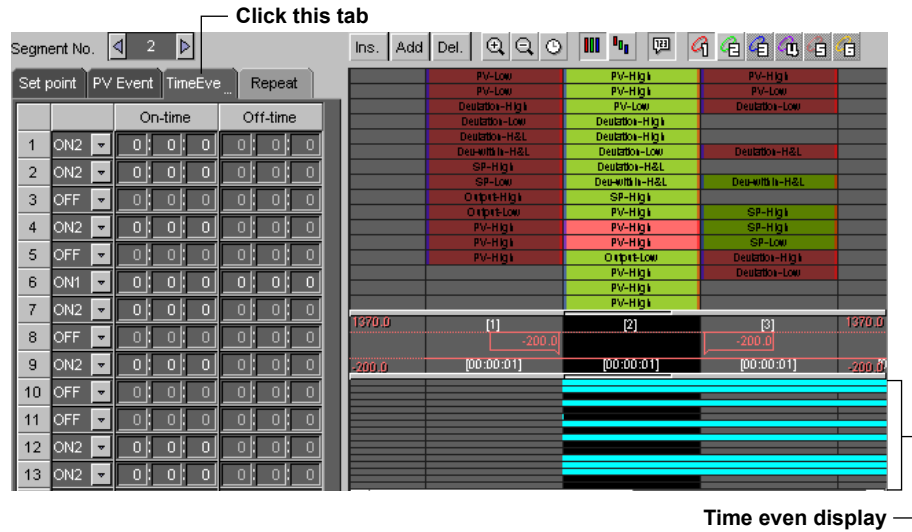 Click this tab
Segment No. 2 Ins. Add Del.
Set point PV Event TimeEve... Repeat
On-time Off-time
1 ON2 0: 0: 0 0: 0: 0
2 ON2 0: 0: 0 0: 0: 0
3 OFF 0: 0: 0 0: 0: 0
4 ON2 0: 0: 0 0: 0: 0
5 OFF 0: 0: 0 0: 0: 0
6 ON1 0: 0: 0 0: 0: 0
7 ON2 0: 0: 0 0: 0: 0
8 OFF 0: 0: 0 0: 0: 0
9 ON2 0: 0: 0 0: 0: 0
10 OFF 0: 0: 0 0: 0: 0
11 OFF 0: 0: 0 0: 0: 0
12 ON2 0: 0: 0 0: 0: 0
13 ON2 0: 0: 0 0: 0: 0
PV-Low PV-High PV-High
PV-Low PV-High PV-Low
Deviation-High PV-Low Deviation-Low
Deviation-Low Deviation-High
Deviation-H&L Deviation-High
Dev-within-H&L Deviation-Low Deviation-H&L
SP-High Deviation-H&L
SP-Low Dev-within-H&L Dev-within-H&L
Output-High SP-High
Output-Low PV-High SP-High
PV-High PV-High SP-High
PV-High PV-High SP-Low
PV-High Output-Low Deviation-High
PV-High Deviation-Low
PV-High
PV-High
1370.0 [1] [2] [3] 1370.0
-200.0 -200.0
-200.0 [00:00:01] [00:00:01] [00:00:01] -200.0
Time even display